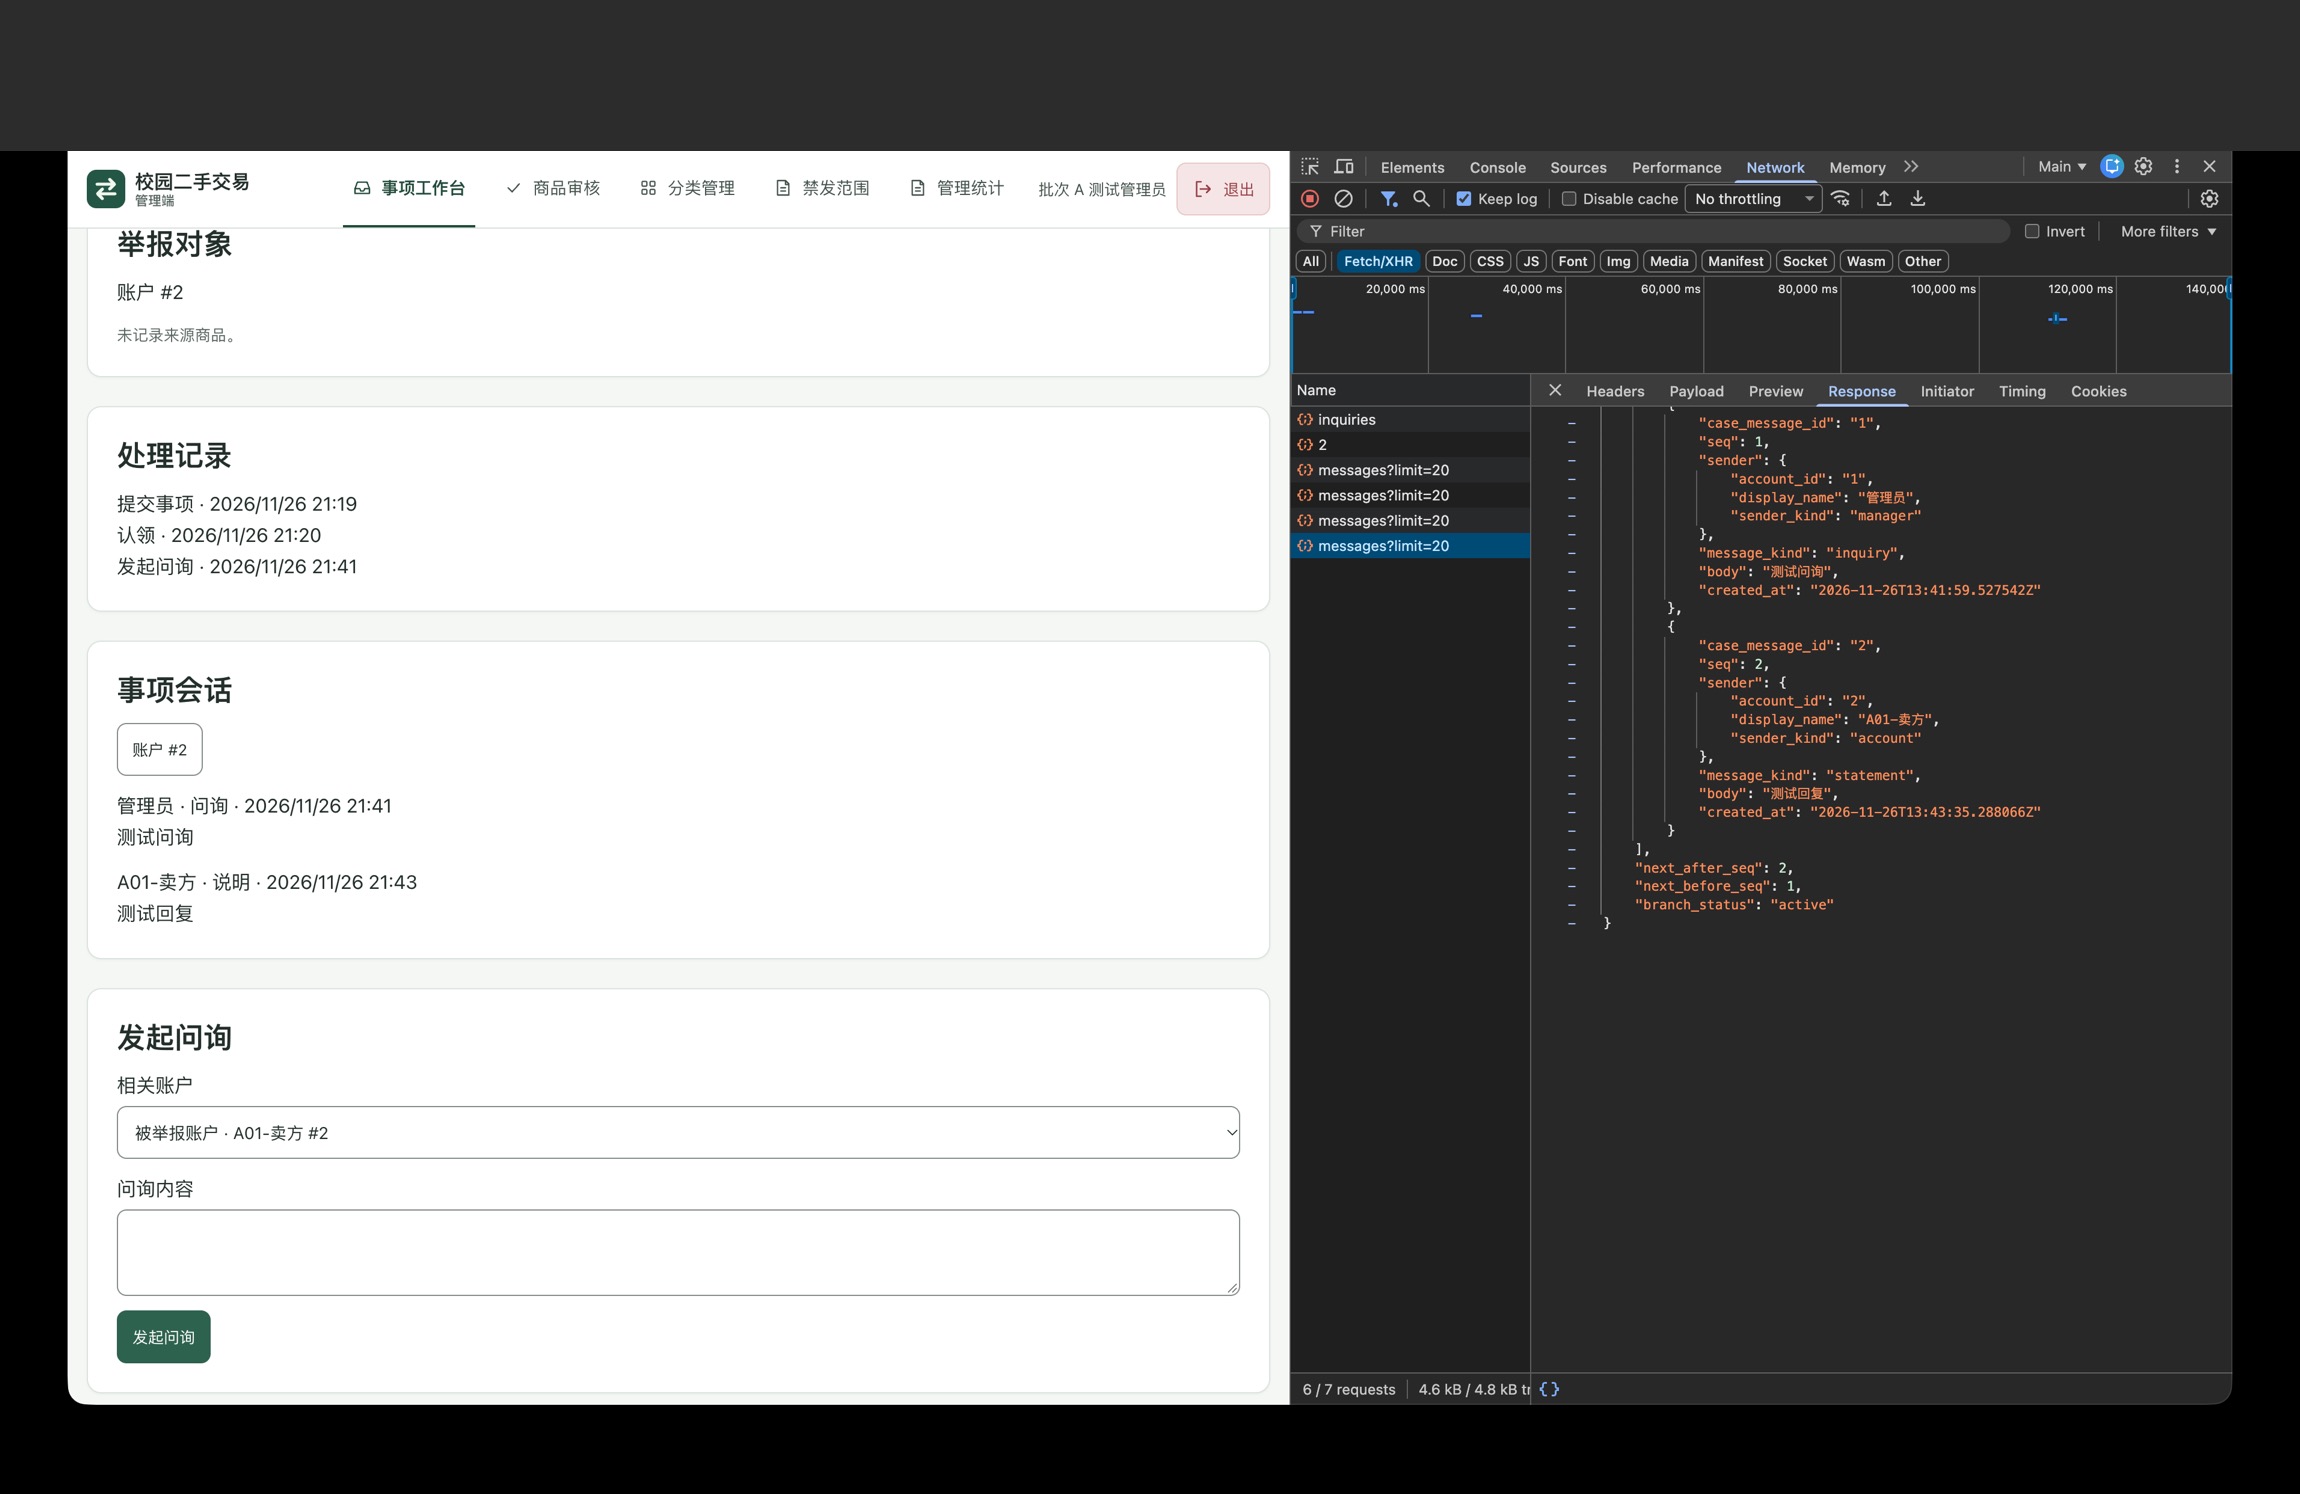 校园二手交易
管理端
事项工作台
商品审核
分类管理
禁发范围
管理统计
批次 A 测试管理员
退出
举报对象
账户 #2
未记录来源商品。
处理记录
提交事项 · 2026/11/26 21:19
认领 · 2026/11/26 21:20
发起问询 · 2026/11/26 21:41
事项会话
账户 #2
管理员 · 问询 · 2026/11/26 21:41
测试问询
A01-卖方 · 说明 · 2026/11/26 21:43
测试回复
发起问询
相关账户
被举报账户 · A01-卖方 #2
问询内容
发起问询
Elements Console Sources Performance Network Memory Main
Keep log Disable cache No throttling
Filter Invert More filters
All Fetch/XHR Doc CSS JS Font Img Media Manifest Socket Wasm Other
20,000 ms 40,000 ms 60,000 ms 80,000 ms 100,000 ms 120,000 ms 140,00
Name
inquiries
2
messages?limit=20
messages?limit=20
messages?limit=20
messages?limit=20
Headers Payload Preview Response Initiator Timing Cookies
{
"case_message_id": "1",
"seq": 1,
"sender": {
"account_id": "1",
"display_name": "管理员",
"sender_kind": "manager"
},
"message_kind": "inquiry",
"body": "测试问询",
"created_at": "2026-11-26T13:41:59.527542Z"
},
{
"case_message_id": "2",
"seq": 2,
"sender": {
"account_id": "2",
"display_name": "A01-卖方",
"sender_kind": "account"
},
"message_kind": "statement",
"body": "测试回复",
"created_at": "2026-11-26T13:43:35.288066Z"
}
],
"next_after_seq": 2,
"next_before_seq": 1,
"branch_status": "active"
}
6 / 7 requests 4.6 kB / 4.8 kB tr